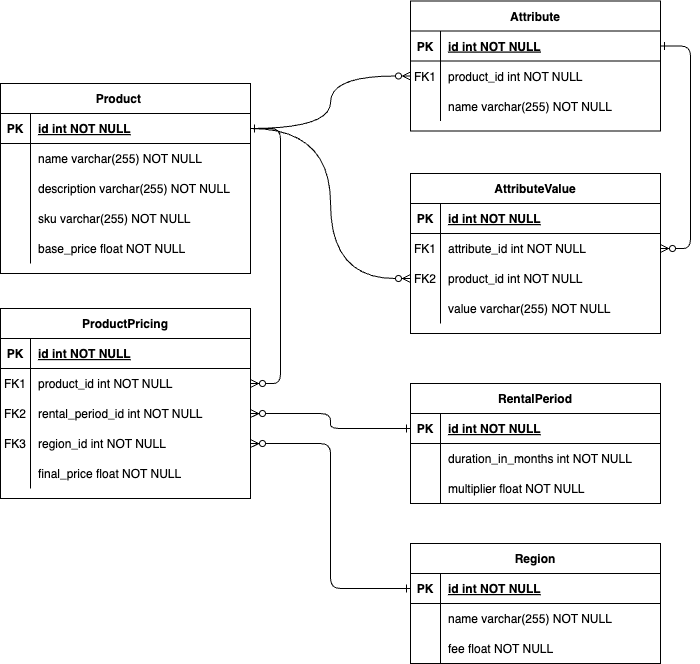 Attribute
PK id int NOT NULL
FK1 product_id int NOT NULL
name varchar(255) NOT NULL
Product
PK id int NOT NULL
name varchar(255) NOT NULL
description varchar(255) NOT NULL
sku varchar(255) NOT NULL
base_price float NOT NULL
AttributeValue
PK id int NOT NULL
FK1 attribute_id int NOT NULL
FK2 product_id int NOT NULL
value varchar(255) NOT NULL
ProductPricing
PK id int NOT NULL
FK1 product_id int NOT NULL
FK2 rental_period_id int NOT NULL
FK3 region_id int NOT NULL
final_price float NOT NULL
RentalPeriod
PK id int NOT NULL
duration_in_months int NOT NULL
multiplier float NOT NULL
Region
PK id int NOT NULL
name varchar(255) NOT NULL
fee float NOT NULL